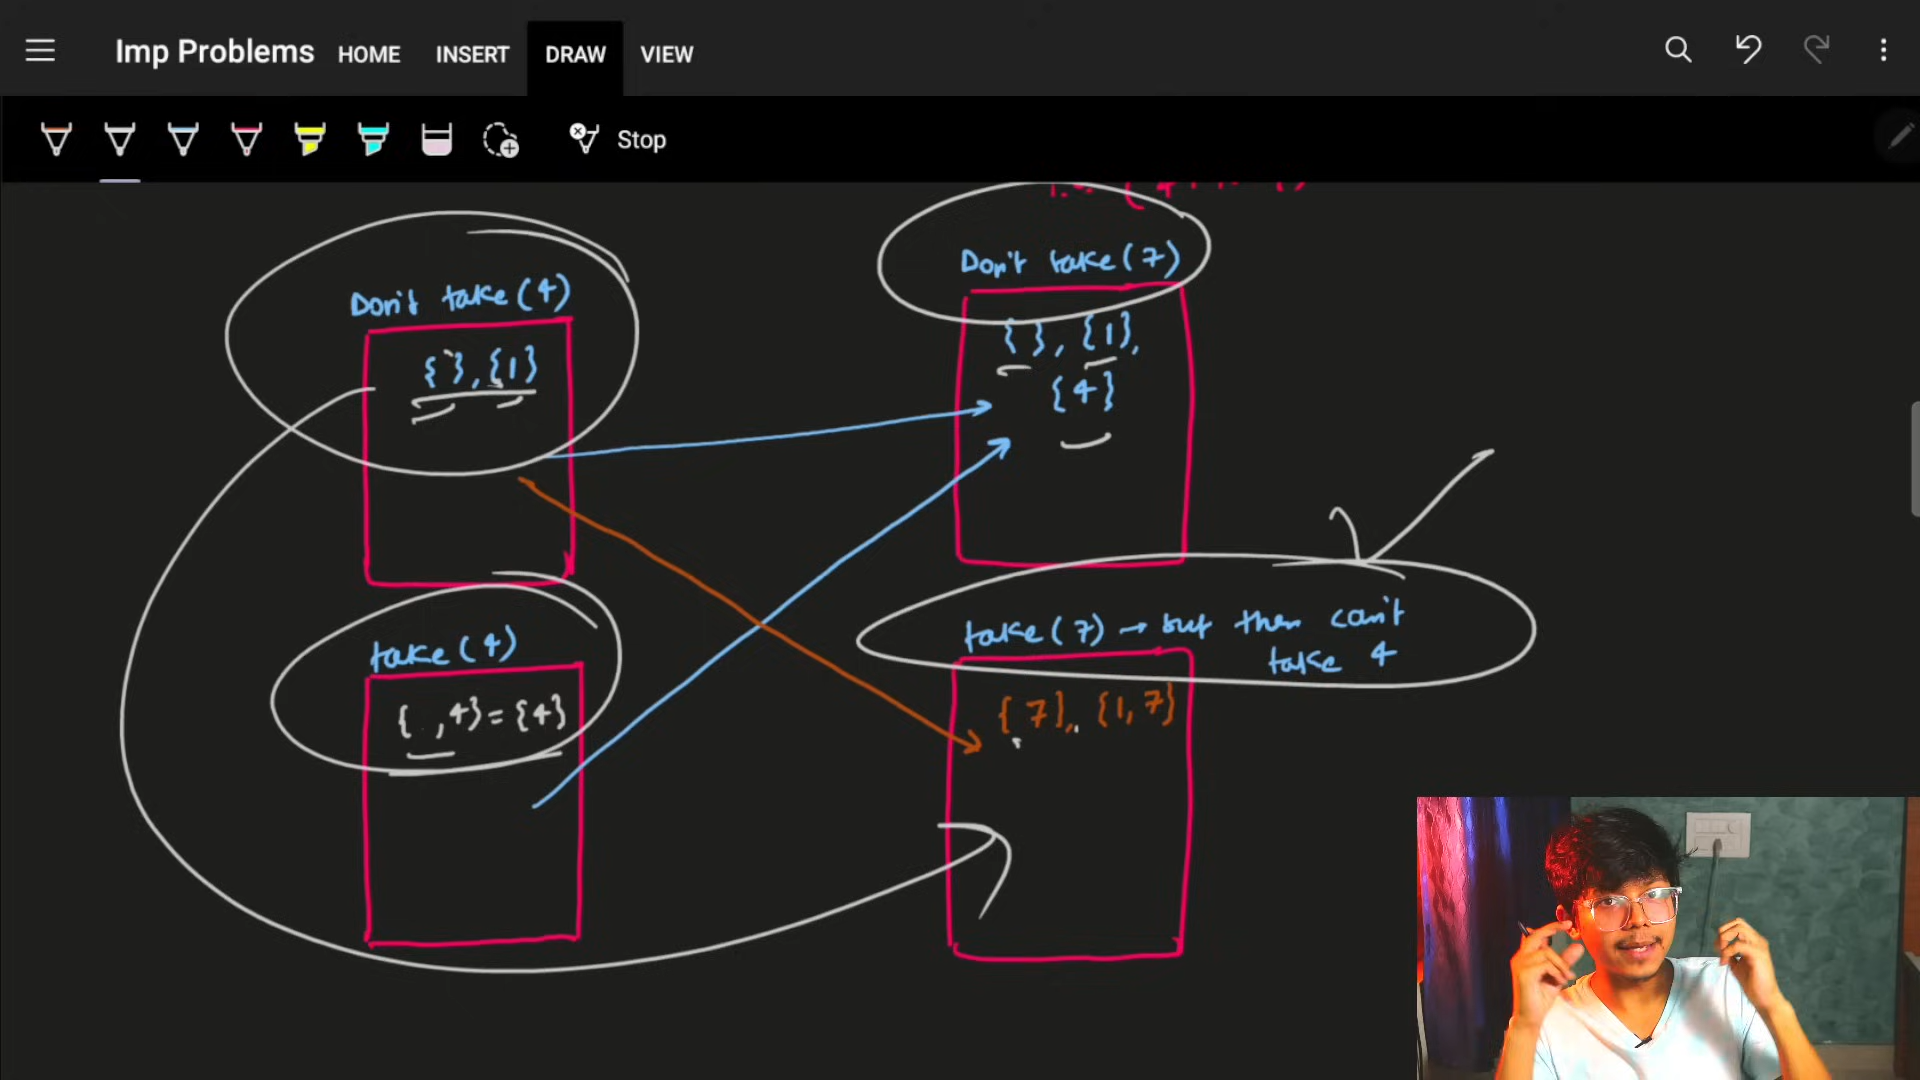 Imp Problems HOME INSERT DRAW VIEW
Stop
Don't take (4)
{}, {1}
take (4)
{ , 4} = {4}
Don't take (7)
{ }, {1},
{4}
take (7) → but then can't
take 4
{7}, {1, 7}